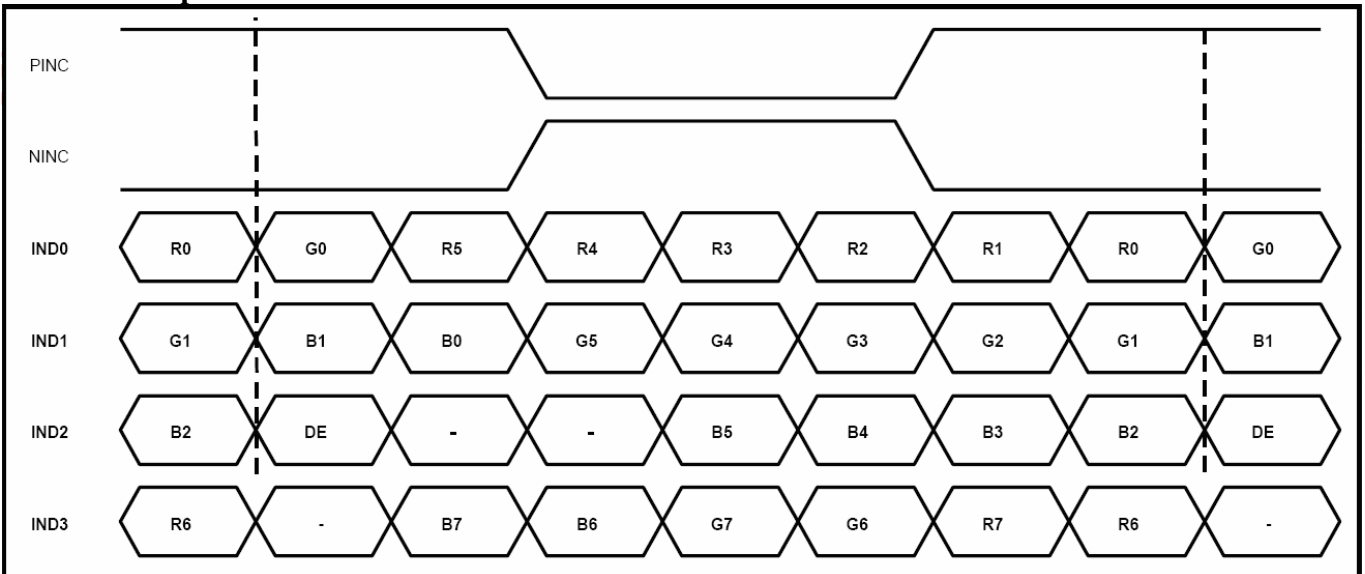 PINC
NINC
IND0 R0 G0 R5 R4 R3 R2 R1 R0 G0
IND1 G1 B1 B0 G5 G4 G3 G2 G1 B1
IND2 B2 DE - - B5 B4 B3 B2 DE
IND3 R6 - B7 B6 G7 G6 R7 R6 -